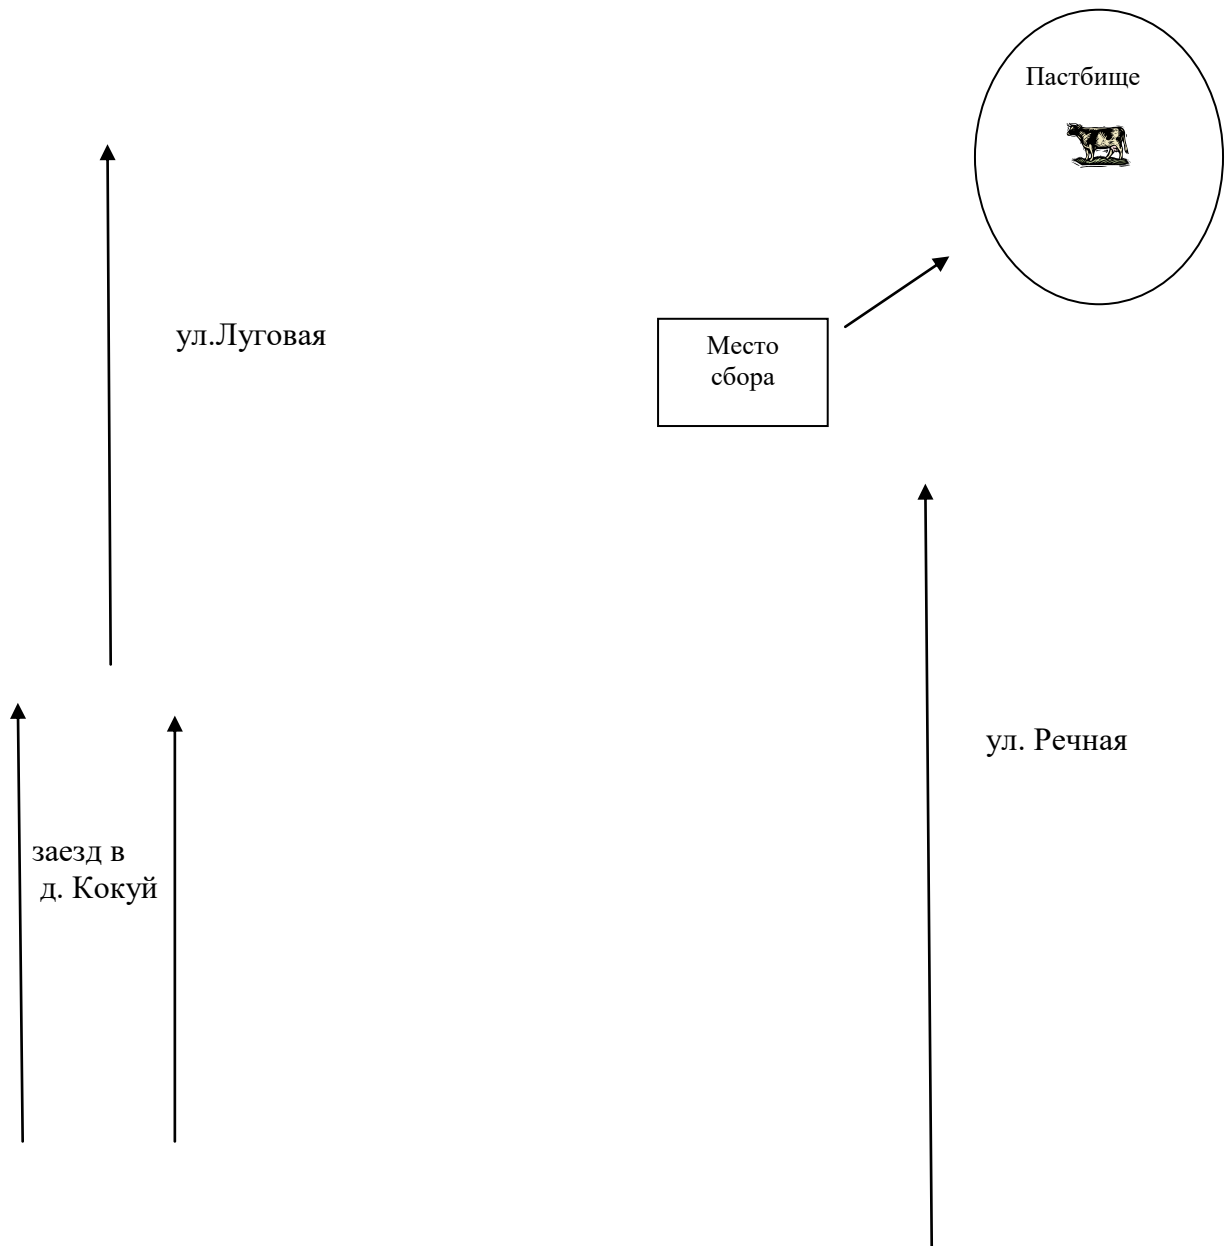 Пастбище
ул.Луговая
Место
сбора
ул. Речная
заезд в
д. Кокуй